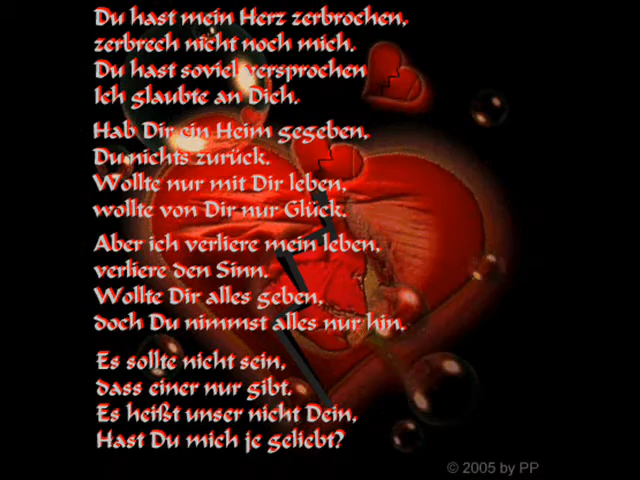 Du hast mein Herz zerbrochen,
zerbrech nicht noch mich.
Du hast soviel versprochen
Ich glaubte an Dich.
Hab Dir ein Heim gegeben,
Du nichts zurück.
Wollte nur mit Dir leben,
wollte von Dir nur Glück.
Aber ich verliere mein leben,
verliere den Sinn.
Wollte Dir alles geben,
doch Du nimmst alles nur hin.
Es sollte nicht sein,
dass einer nur gibt.
Es heißt unser nicht Dein,
Hast Du mich je geliebt?
© 2005 by PP